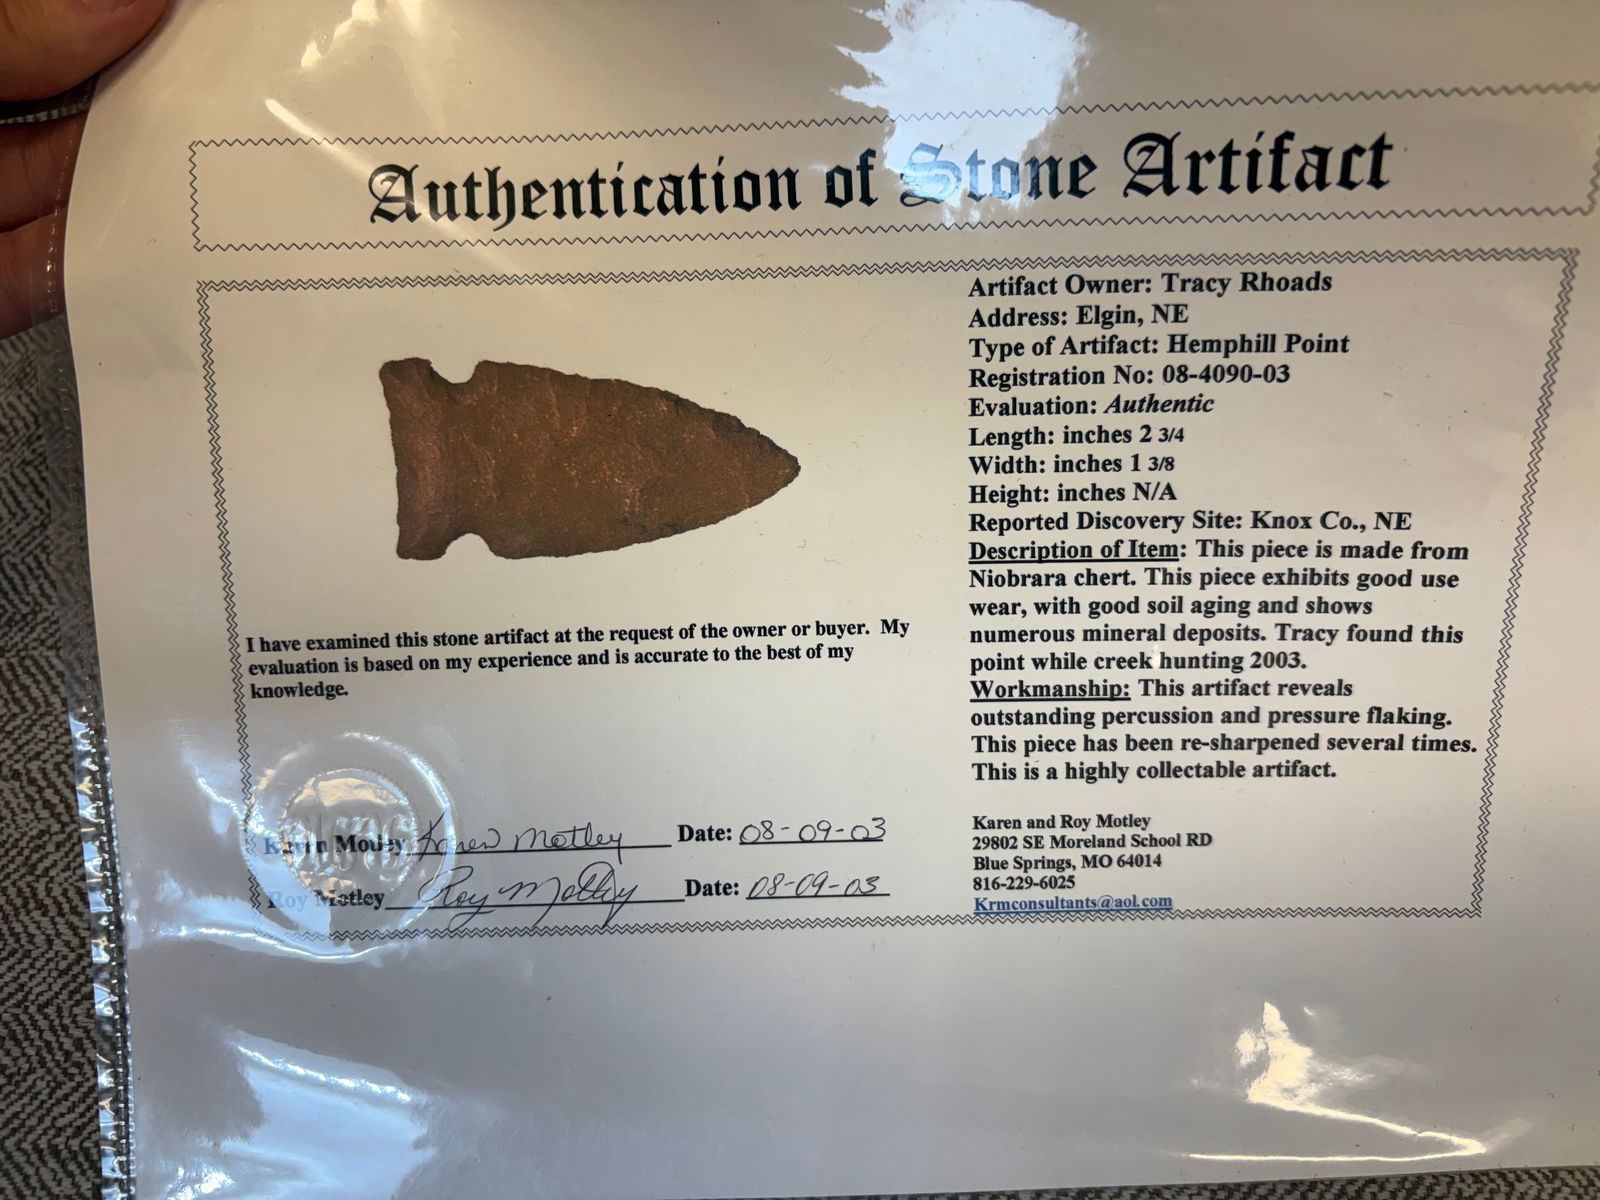 Authentication of Stone Artifact
Artifact Owner: Tracy Rhoads
Address: Elgin, NE
Type of Artifact: Hemphill Point
Registration No: 08-4090-03
Evaluation: Authentic
Length: inches 2 3/4
Width: inches 1 3/8
Height: inches N/A
Reported Discovery Site: Knox Co., NE
Description of Item: This piece is made from
Niobrara chert. This piece exhibits good use
wear, with good soil aging and shows
numerous mineral deposits. Tracy found this
point while creek hunting 2003.
Workmanship: This artifact reveals
outstanding percussion and pressure flaking.
This piece has been re-sharpened several times.
This is a highly collectable artifact.
I have examined this stone artifact at the request of the owner or buyer. My
evaluation is based on my experience and is accurate to the best of my
knowledge.
Karen Motley Karen Motley Date: 08-09-03
Roy Motley Roy Motley Date: 08-09-03
Karen and Roy Motley
29802 SE Moreland School RD
Blue Springs, MO 64014
816-229-6025
Krmconsultants@aol.com